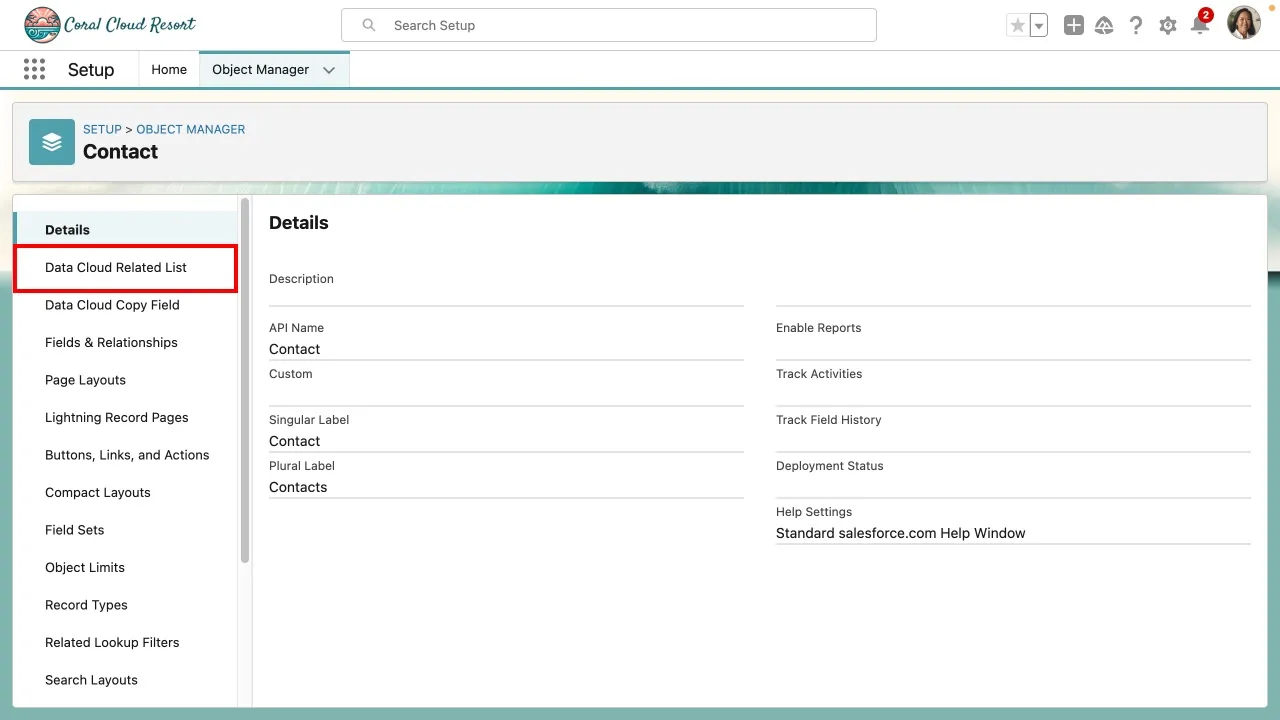 Coral Cloud Resort
Search Setup
2
Setup
Home
Object Manager
SETUP > OBJECT MANAGER
Contact
Details
Data Cloud Related List
Data Cloud Copy Field
Fields & Relationships
Page Layouts
Lightning Record Pages
Buttons, Links, and Actions
Compact Layouts
Field Sets
Object Limits
Record Types
Related Lookup Filters
Search Layouts
Details
Description
API Name
Contact
Custom
Singular Label
Contact
Plural Label
Contacts
Enable Reports
Track Activities
Track Field History
Deployment Status
Help Settings
Standard salesforce.com Help Window